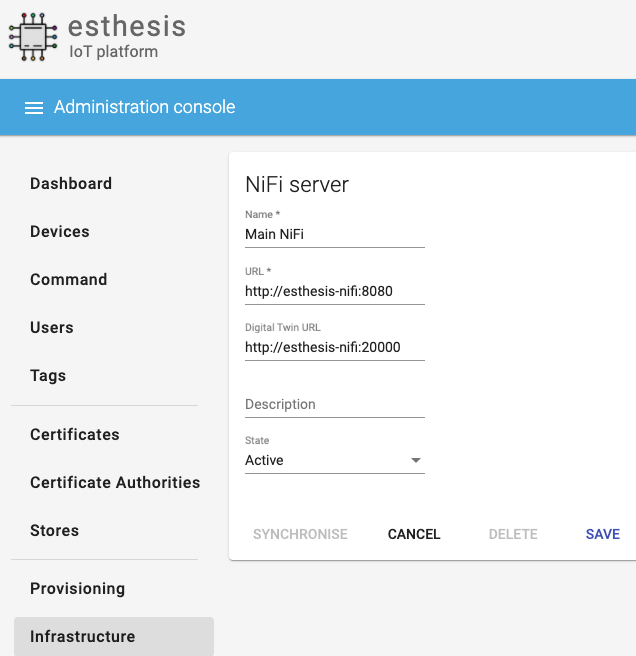 esthesis
IoT platform
Administration console
Dashboard
Devices
Command
Users
Tags
Certificates
Certificate Authorities
Stores
Provisioning
Infrastructure
NiFi server
Name *
Main NiFi
URL *
http://esthesis-nifi:8080
Digital Twin URL
http://esthesis-nifi:20000
Description
State
Active
SYNCHRONISE CANCEL DELETE SAVE